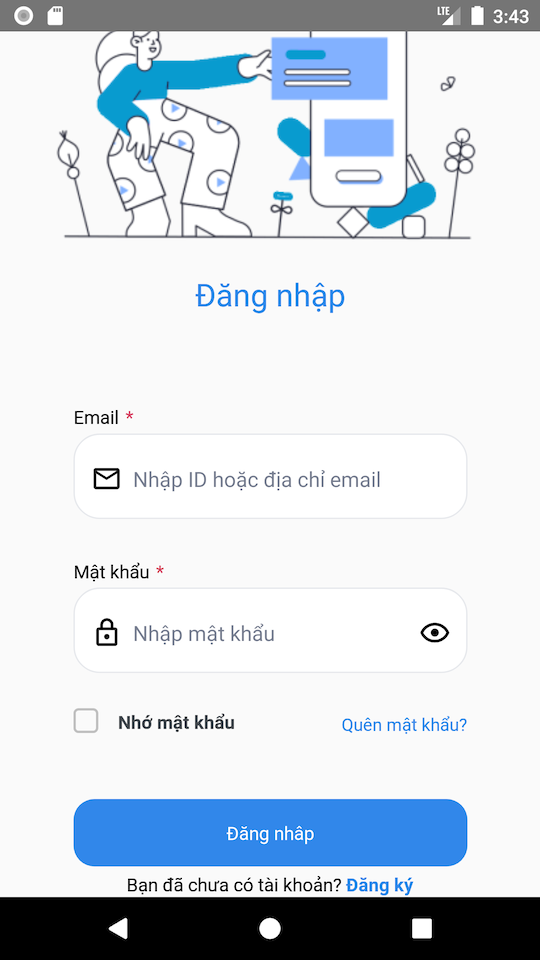 LTE 3:43
Đăng nhập
Email *
Nhập ID hoặc địa chỉ email
Mật khẩu *
Nhập mật khẩu
Nhớ mật khẩu
Quên mật khẩu?
Đăng nhâp
Bạn đã chưa có tài khoản? Đăng ký